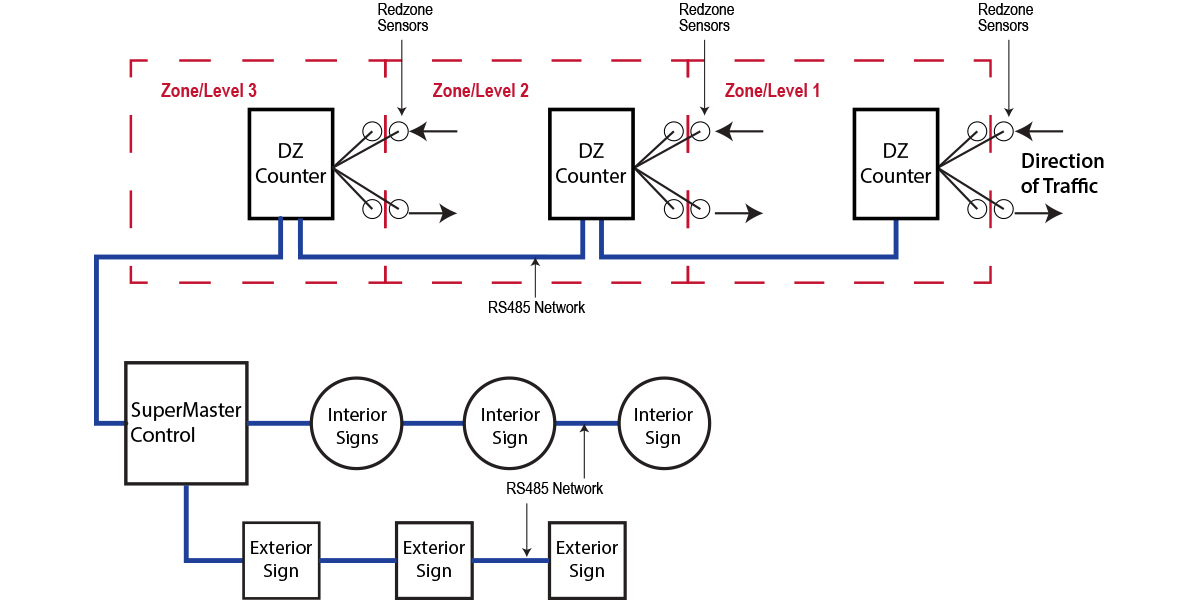 Redzone
Sensors
Redzone
Sensors
Redzone
Sensors
Zone/Level 3
Zone/Level 2
Zone/Level 1
DZ
Counter
DZ
Counter
DZ
Counter
Direction
of Traffic
RS485 Network
SuperMaster
Control
Interior
Signs
Interior
Sign
Interior
Sign
RS485 Network
Exterior
Sign
Exterior
Sign
Exterior
Sign